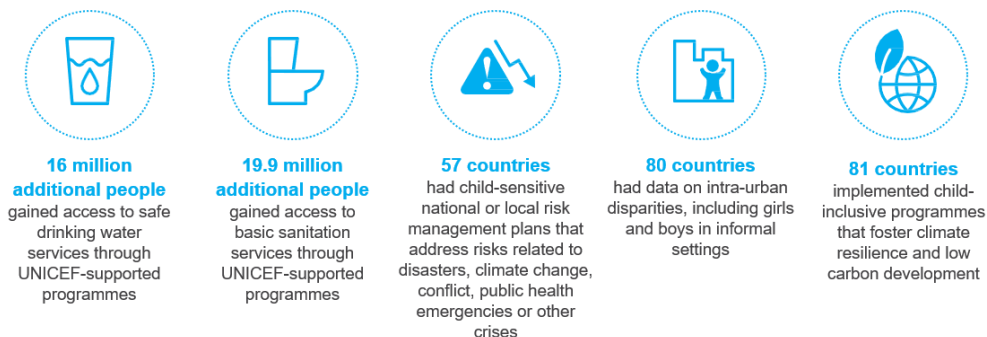 16 million
additional people
gained access to safe
drinking water
services through
UNICEF-supported
programmes
19.9 million
additional people
gained access to
basic sanitation
services through
UNICEF-supported
programmes
57 countries
had child-sensitive
national or local risk
management plans that
address risks related to
disasters, climate change,
conflict, public health
emergencies or other
crises
80 countries
had data on intra-urban
disparities, including girls
and boys in informal
settings
81 countries
implemented child-
inclusive programmes
that foster climate
resilience and low
carbon development